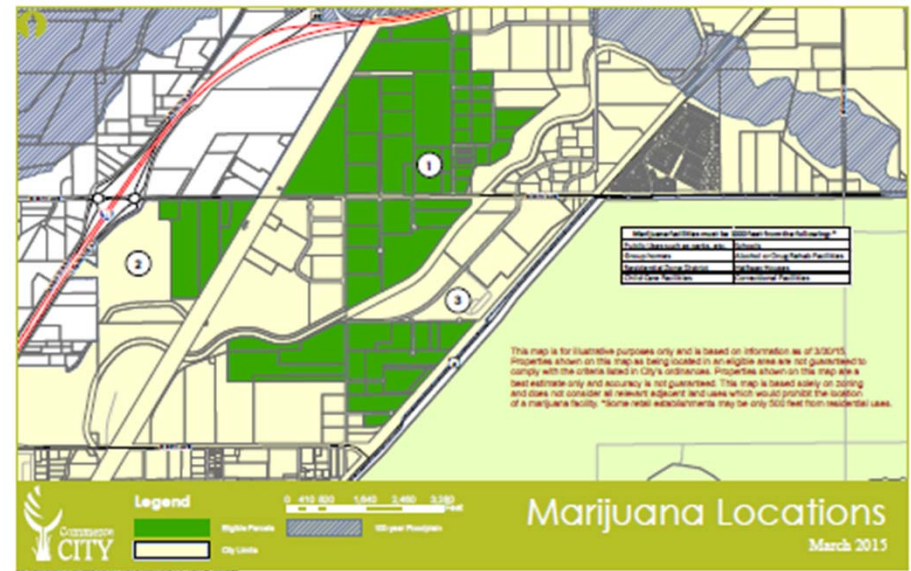 1
2
3
Marijuana facilities must be 1000 feet from the following: *
Public Uses such as parks, etc. Schools
Group homes Alcohol or Drug Rehab Facilities
Residential Zone District Halfway Houses
Child Care Facilities Correctional Facilities
This map is for illustrative purposes only and is based on information as of
Properties shown on this map as being located in an eligible area are not guaranteed to
comply with the criteria listed in City's ordinances. Properties shown on this map are a
best estimate only and accuracy is not guaranteed. This map is based solely on zoning
and does not consider all relevant adjacent land uses which would prohibit the location
of a marijuana facility. *Some retail establishments may be only 500 feet from residential uses.
Commerce
CITY
Legend
Eligible Parcels
City Limits
0 410 820 1,640 2,460 3,280
Feet
100-year Floodplain
Marijuana Locations
March 2015